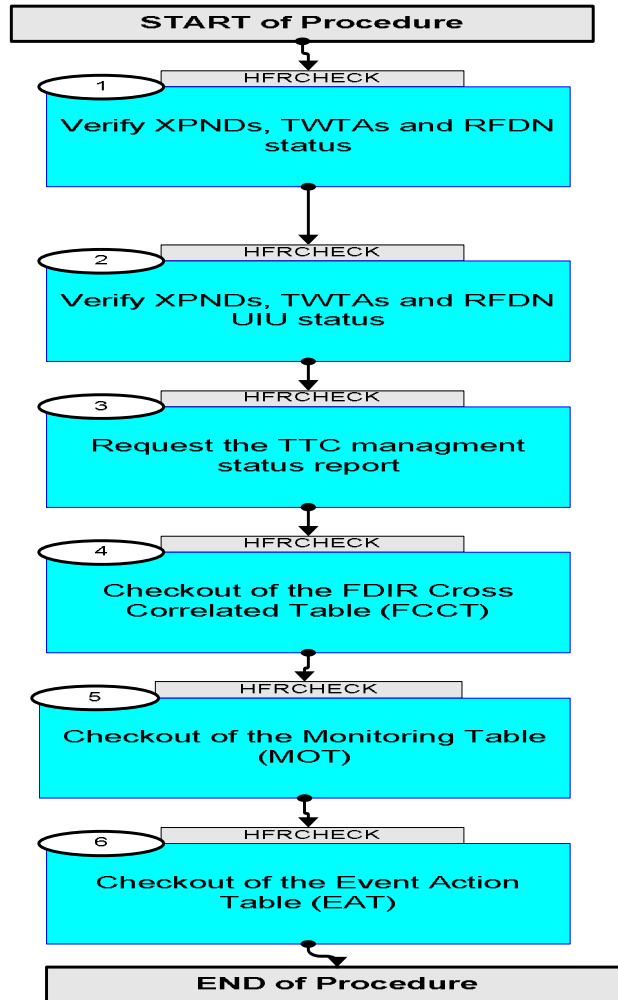 START of Procedure
HFRCHECK
1
Verify XPNDs, TWTAs and RFDN
status
HFRCHECK
2
Verify XPNDs, TWTAs and RFDN
UIU status
HFRCHECK
3
Request the TTC managment
status report
HFRCHECK
4
Checkout of the FDIR Cross
Correlated Table (FCCT)
HFRCHECK
5
Checkout of the Monitoring Table
(MOT)
HFRCHECK
6
Checkout of the Event Action
Table (EAT)
END of Procedure